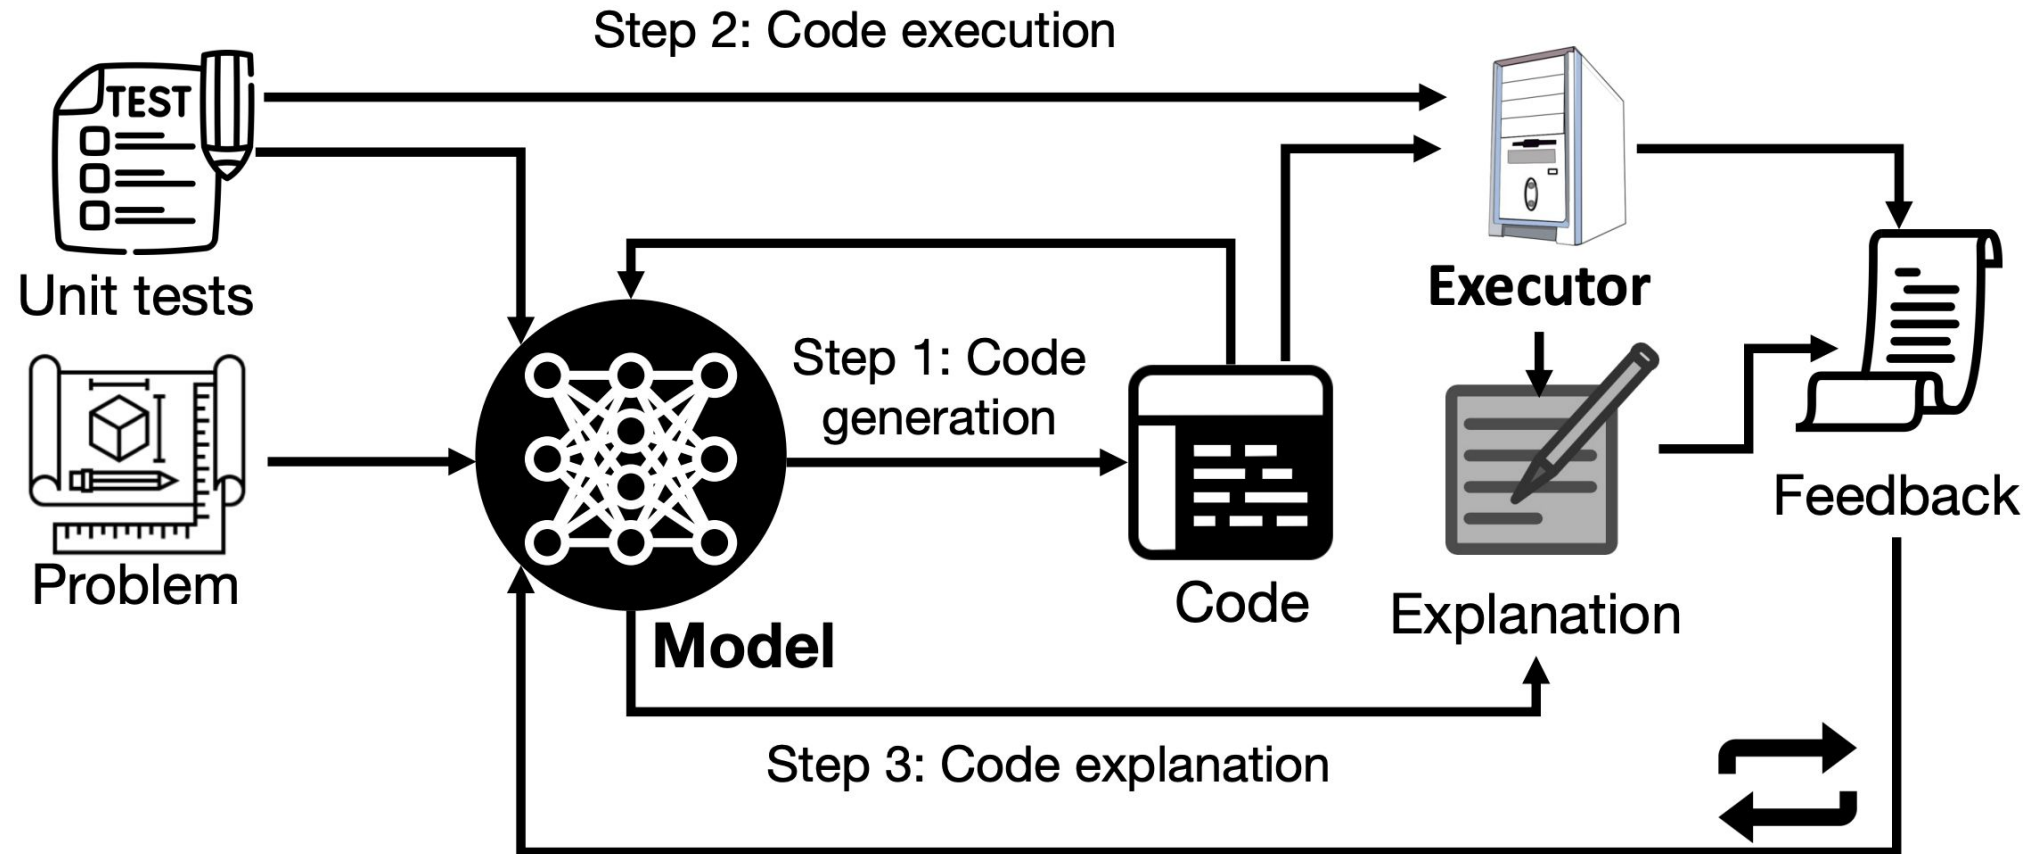 Step 2: Code execution
TEST
Unit tests
Executor
Step 1: Code
generation
Feedback
Problem
Code
Explanation
Model
Step 3: Code explanation